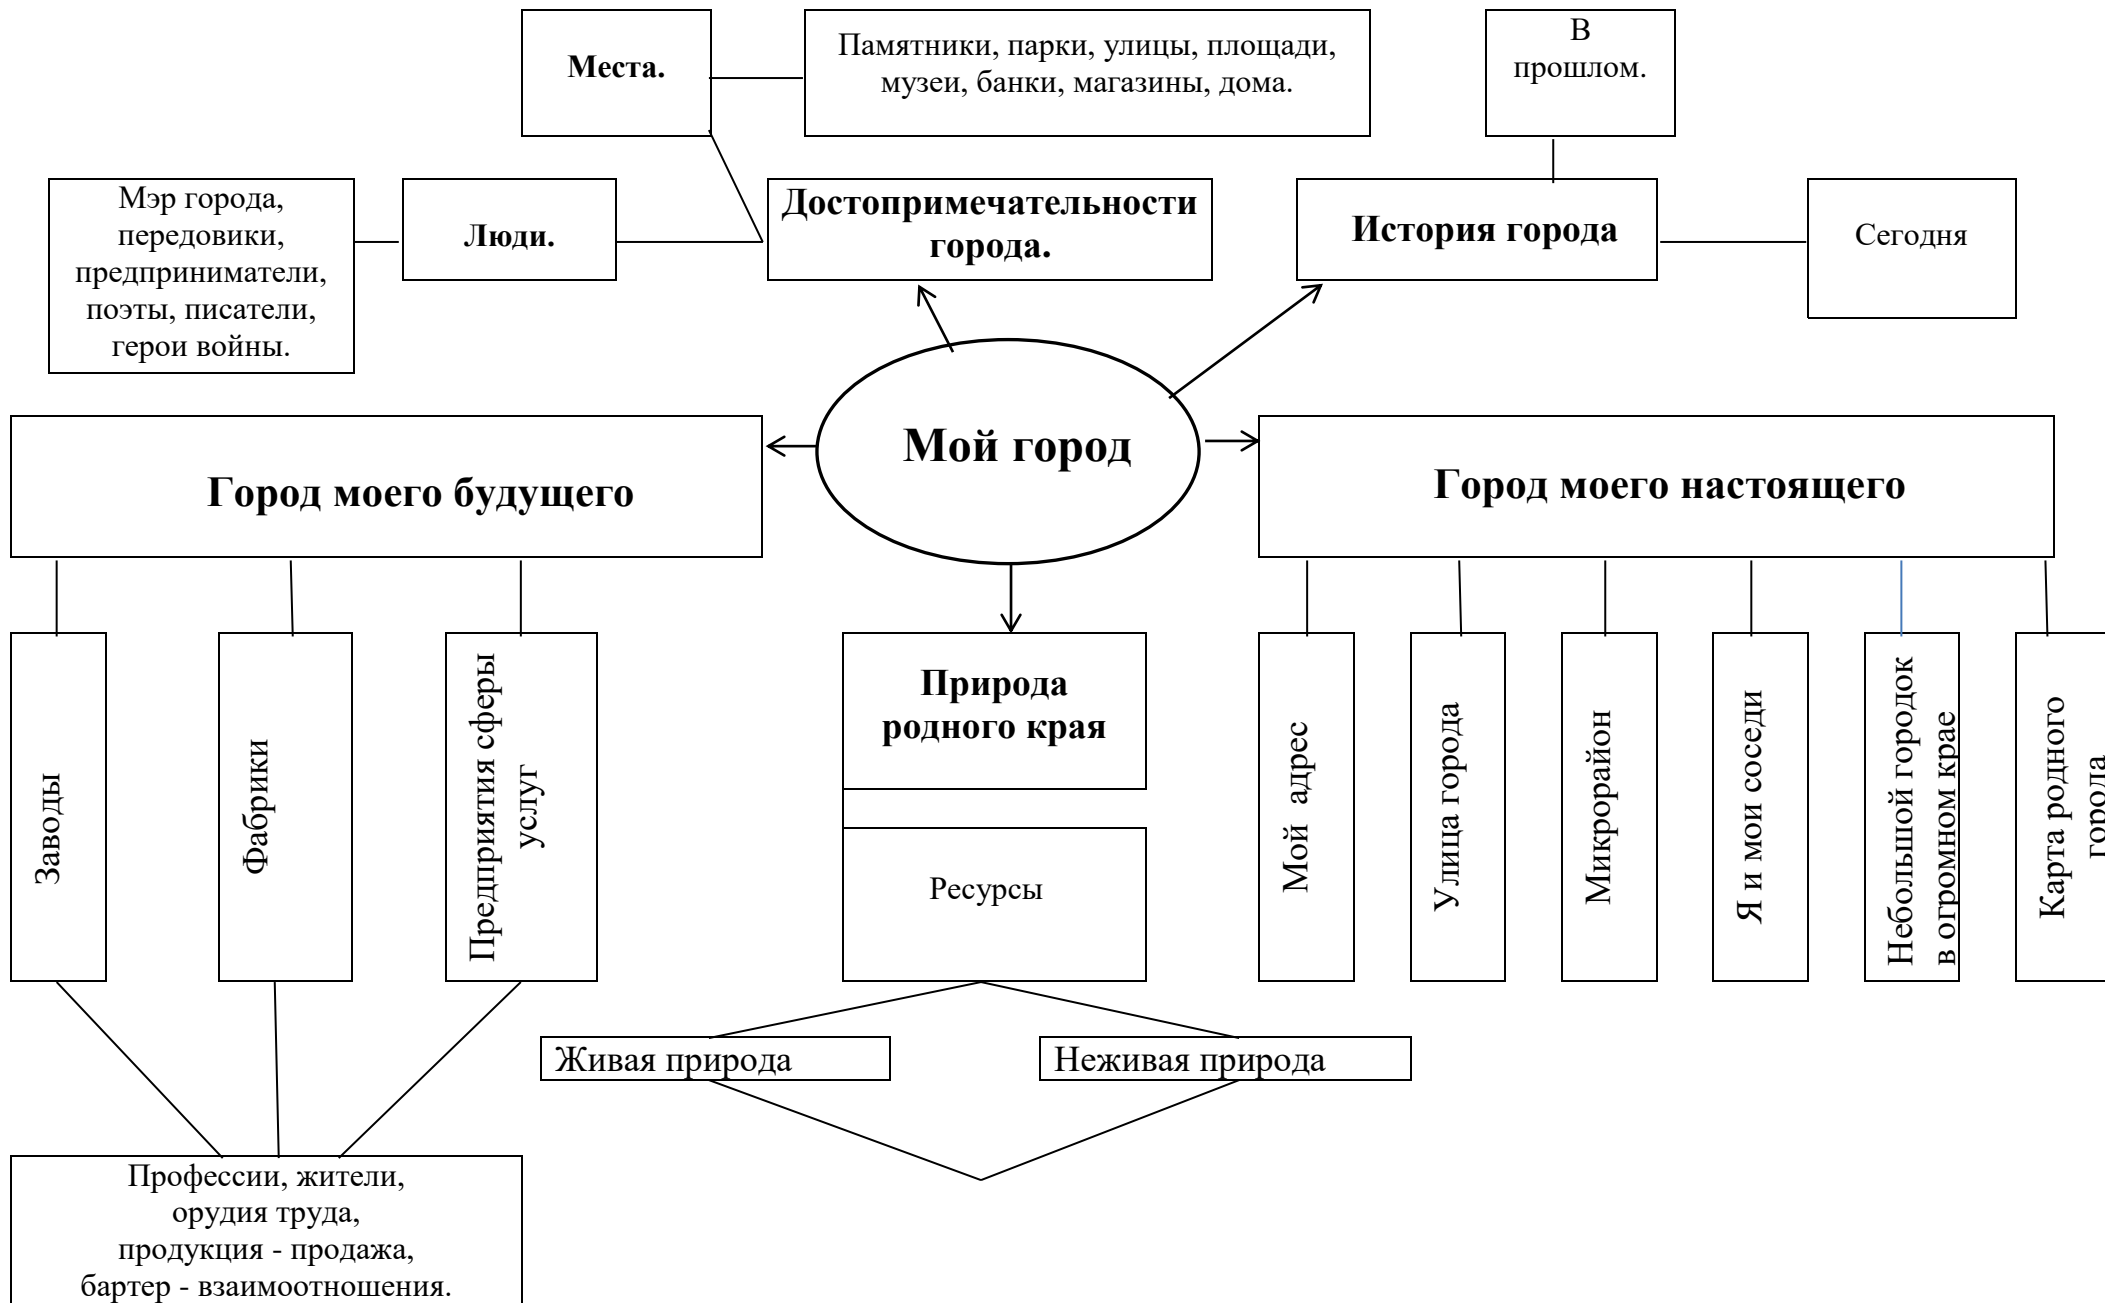 Места.
Памятники, парки, улицы, площади,
музеи, банки, магазины, дома.
В
прошлом.
Мэр города,
передовики,
предприниматели,
поэты, писатели,
герои войны.
Люди.
Достопримечательности
города.
История города
Сегодня
Мой город
Город моего будущего
Город моего настоящего
Заводы
Фабрики
Предприятия сферы
услуг
Природа
родного края
Ресурсы
Мой адрес
Улица города
Микрорайон
Я и мои соседи
Небольшой городок
в огромном крае
Карта родного
города
Живая природа
Неживая природа
Профессии, жители,
орудия труда,
продукция - продажа,
бартер - взаимоотношения.